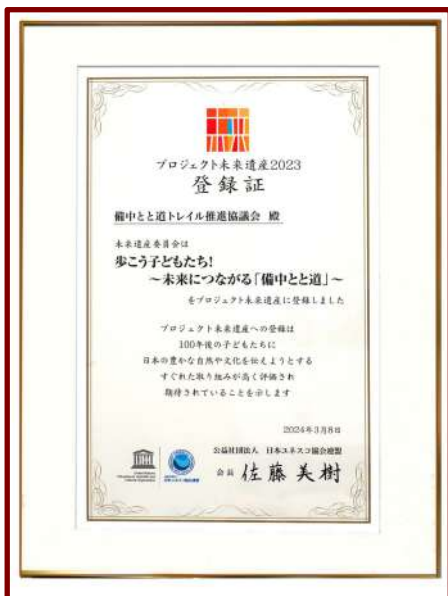 プロジェクト未来遺産2023
登録証
備中とと道トレイル推進協議会 殿
未来遺産委員会は
歩こう子どもたち!
～未来につながる「備中とと道」～
をプロジェクト未来遺産に登録しました
プロジェクト未来遺産への登録は
100年後の子どもたちに
日本の豊かな自然や文化を伝えようとする
すぐれた取り組みが高く評価され
期待されていることを示します
2024年3月8日
公益社団法人 日本ユネスコ協会連盟
会長 佐藤美樹